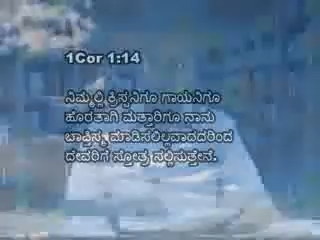 1Cor 1:14
ನಿಮ್ಮಲ್ಲಿ ಕ್ರಿಸ್ಪನಿಗೂ ಗಾಯನಿಗೂ
ಹೊರತಾಗಿ ಮತ್ತಾರಿಗೂ ನಾನು
ಬಾಪ್ತಿಸ್ಮ ಮಾಡಿಸಲಿಲ್ಲವಾದದರಿಂದ
ದೇವರಿಗೆ ಸ್ತೋತ್ರ ಸಲ್ಲಿಸುತ್ತೇನೆ.